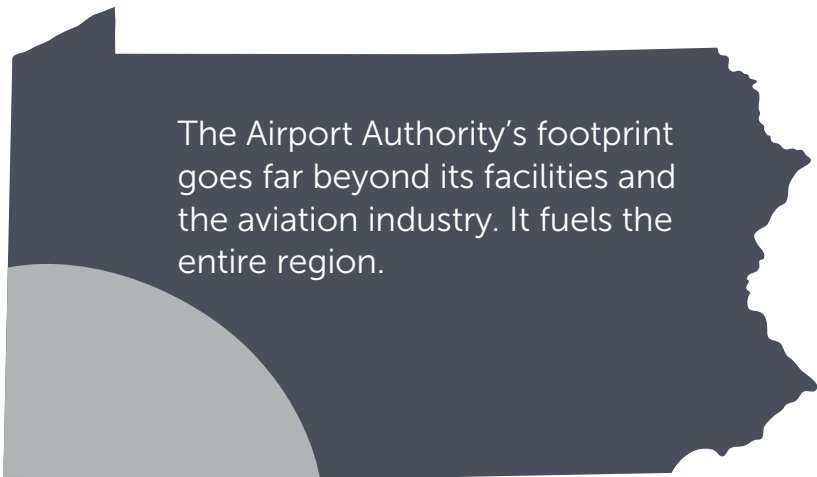 The Airport Authority’s footprint
goes far beyond its facilities and
the aviation industry. It fuels the
entire region.